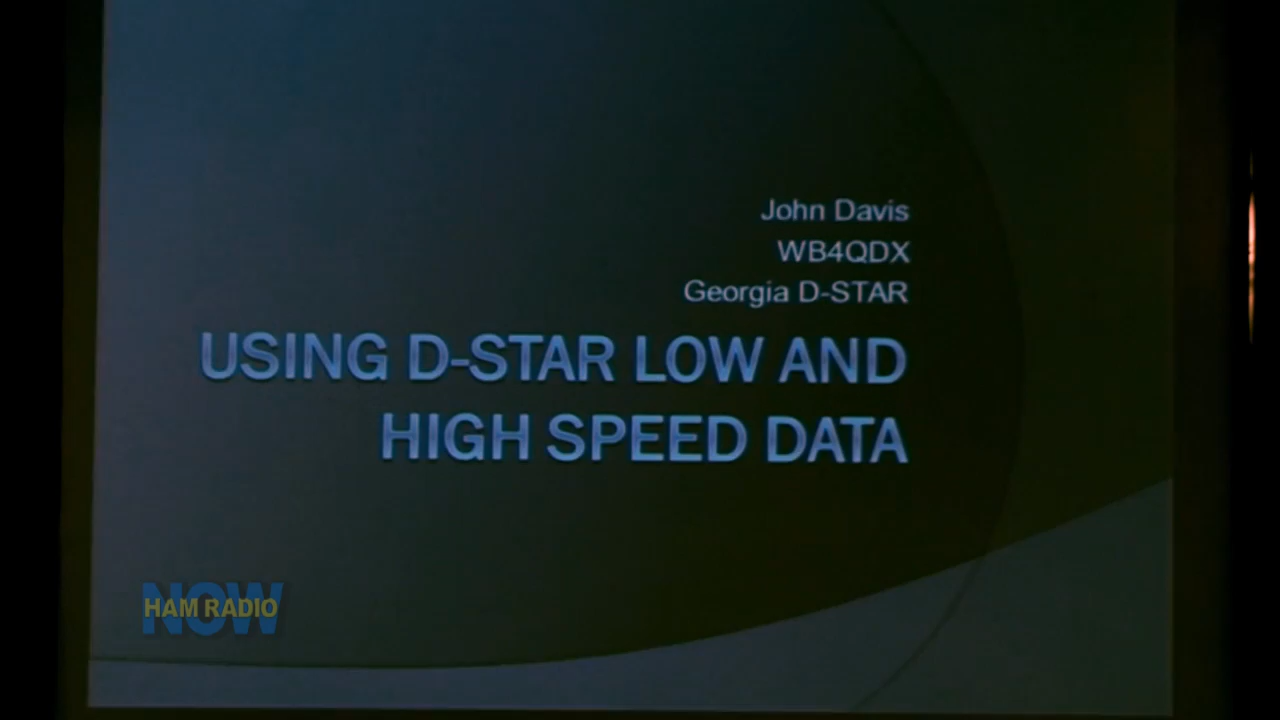 John Davis
WB4QDX
Georgia D-STAR
USING D-STAR LOW AND
HIGH SPEED DATA
NOW
HAM RADIO